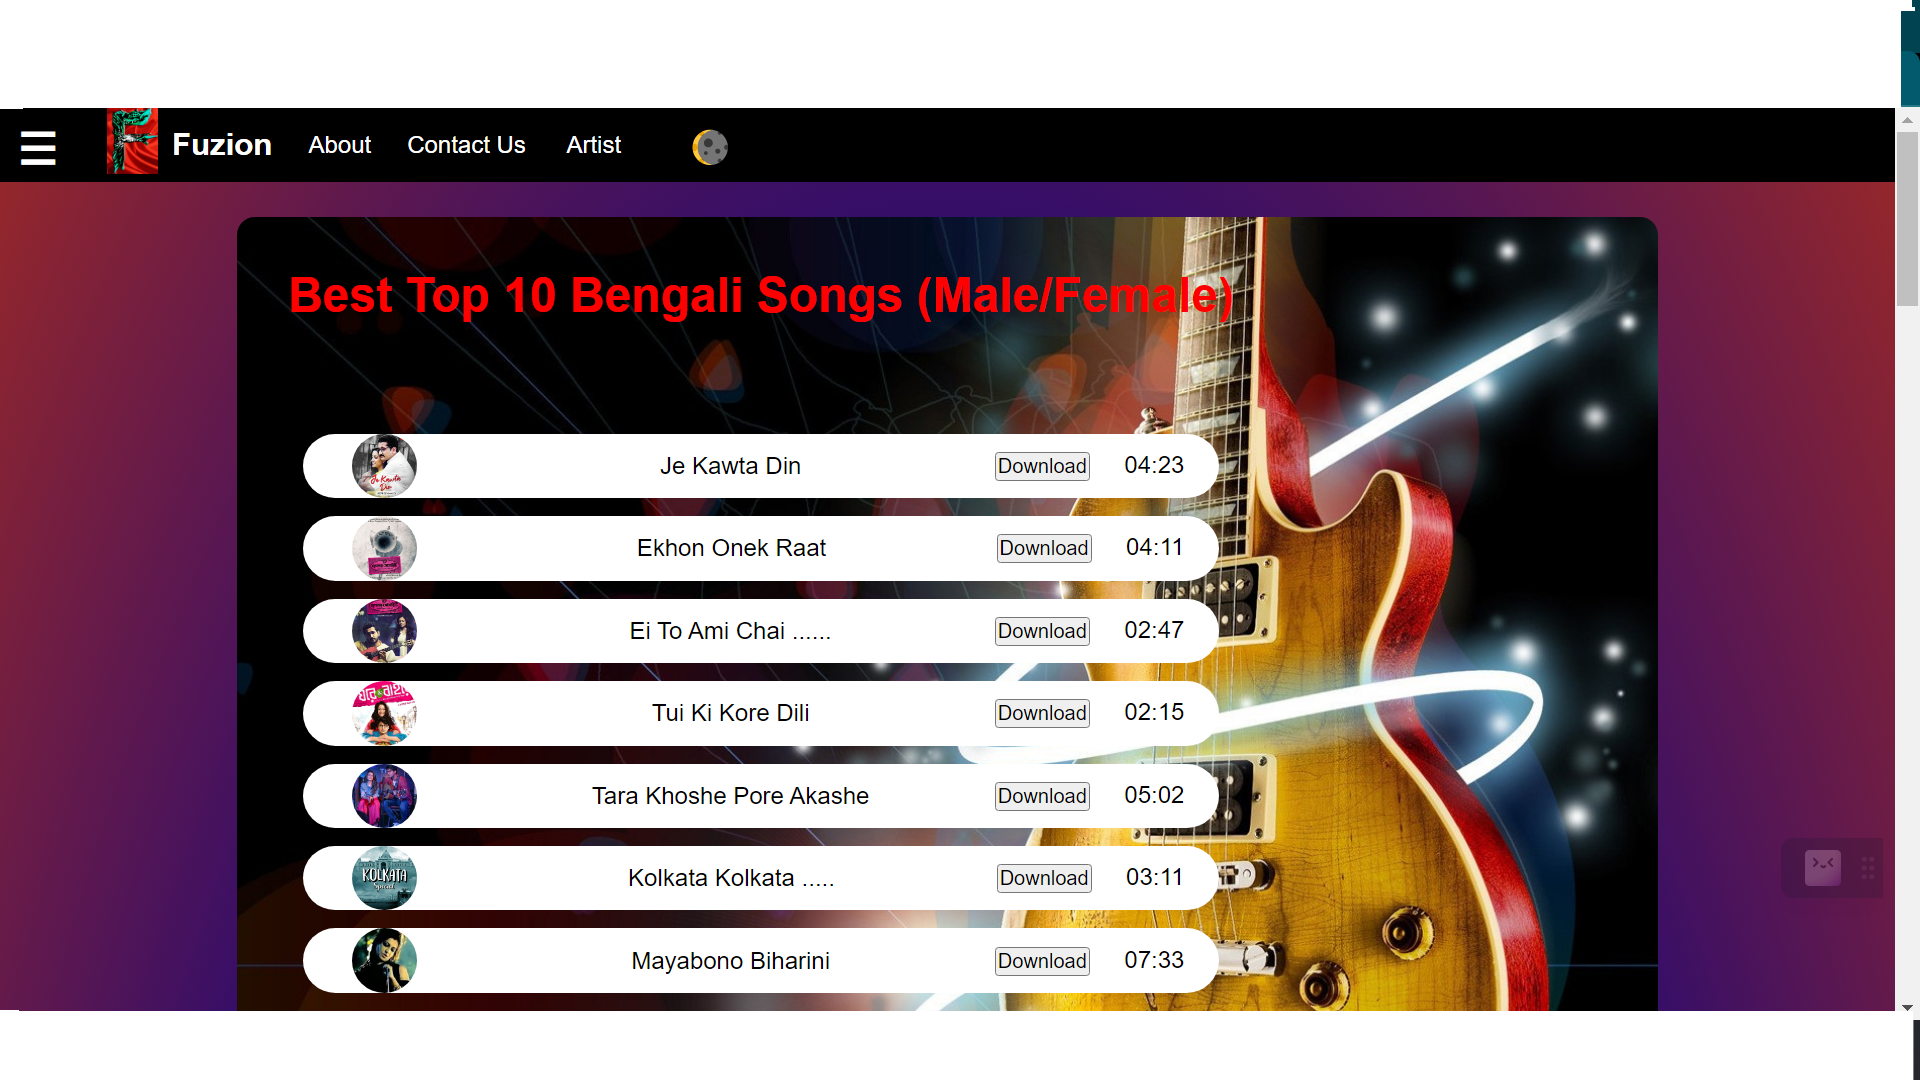 Fuzion About Contact Us Artist
Best Top 10 Bengali Songs (Male/Female)
Je Kawta Din Download 04:23
Ekhon Onek Raat Download 04:11
Ei To Ami Chai ...... Download 02:47
Tui Ki Kore Dili Download 02:15
Tara Khoshe Pore Akashe Download 05:02
KOLKATA
Kolkata Kolkata ..... Download 03:11
Mayabono Biharini Download 07:33